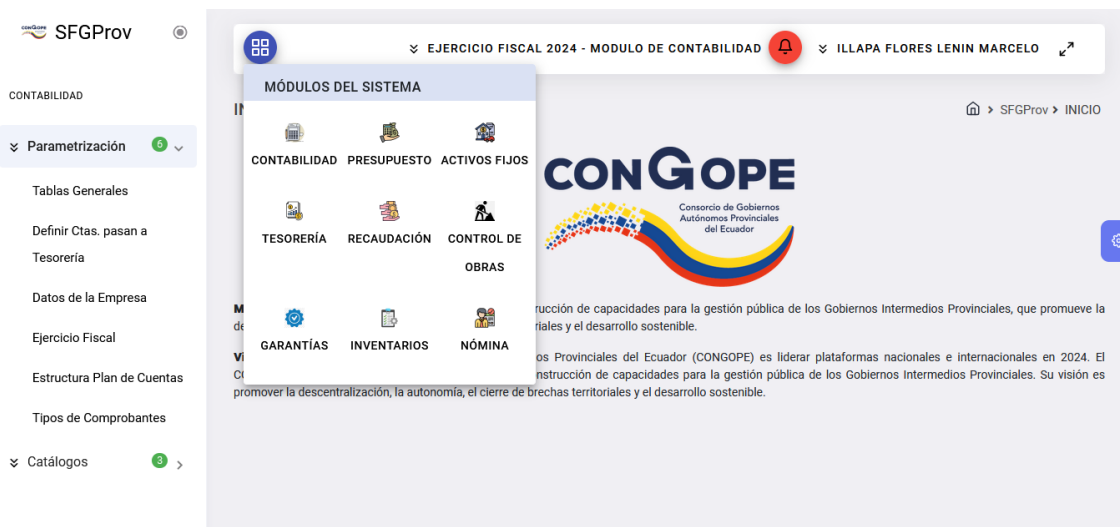 CONGOPE SFGProv
CONTABILIDAD
Parametrización 6
Tablas Generales
Definir Ctas. pasan a
Tesorería
Datos de la Empresa
Ejercicio Fiscal
Estructura Plan de Cuentas
Tipos de Comprobantes
Catálogos 3
EJERCICIO FISCAL 2024 - MODULO DE CONTABILIDAD
ILLAPA FLORES LENIN MARCELO
MÓDULOS DEL SISTEMA
CONTABILIDAD PRESUPUESTO ACTIVOS FIJOS
TESORERÍA RECAUDACIÓN CONTROL DE
OBRAS
GARANTÍAS INVENTARIOS NÓMINA
SFGProv > INICIO
CONGOPE
Consorcio de Gobiernos
Autónomos Provinciales
del Ecuador
de capacidades para la gestión pública de los Gobiernos Intermedios Provinciales, que promueve la
y el desarrollo sostenible.
Provinciales del Ecuador (CONGOPE) es liderar plataformas nacionales e internacionales en 2024. El
de capacidades para la gestión pública de los Gobiernos Intermedios Provinciales. Su visión es
promover la descentralización, la autonomía, el cierre de brechas territoriales y el desarrollo sostenible.